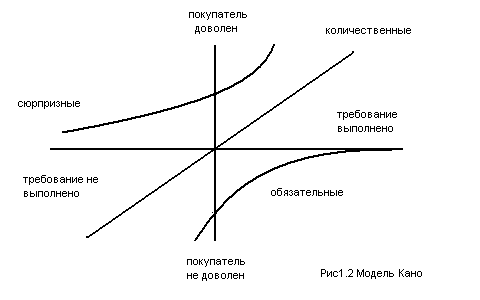 покупатель
доволен
количественные
сюрпризные
требование
выполнено
требование не
выполнено
обязательные
покупатель
не доволен
Рис1.2 Модель Кано